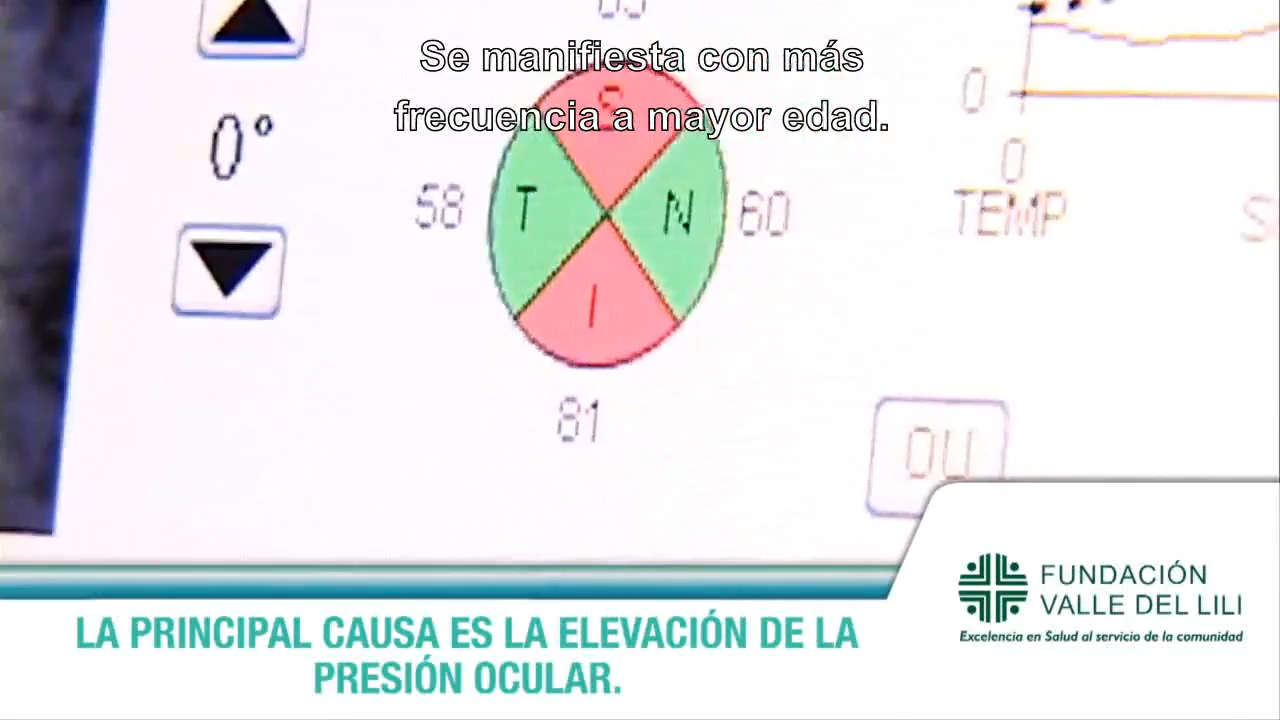 Se manifiesta con más
frecuencia a mayor edad.
0°
S
T
N
I
58
60
81
0
0
TEMP
S
OU
LA PRINCIPAL CAUSA ES LA ELEVACIÓN DE LA
PRESIÓN OCULAR.
FUNDACIÓN
VALLE DEL LILI
Excelencia en Salud al servicio de la comunidad